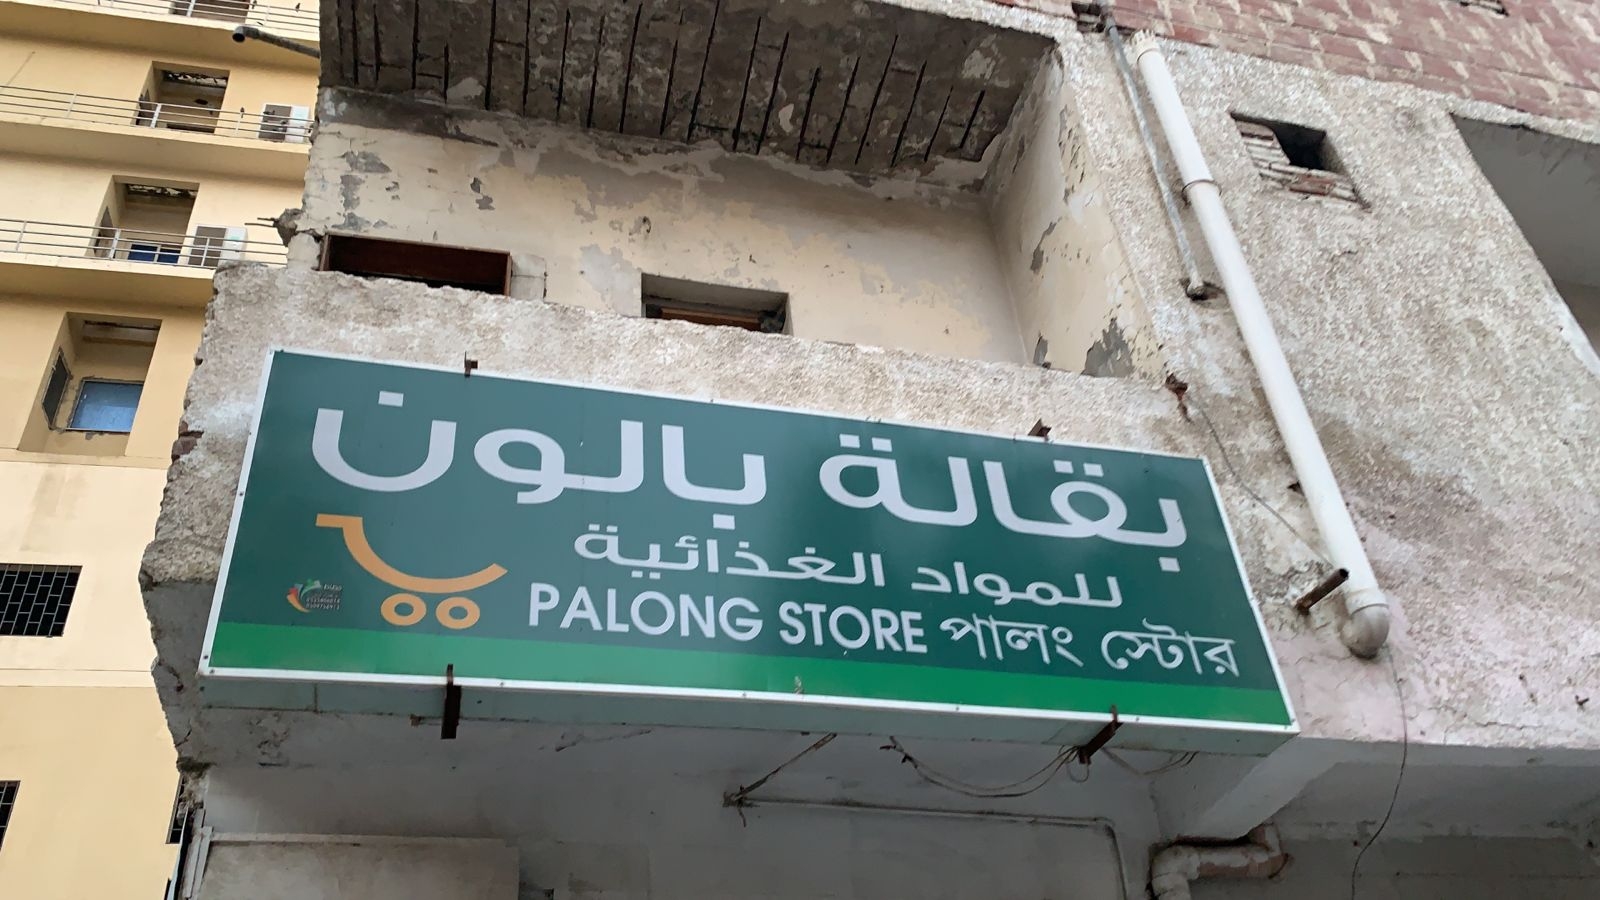 بقالة بالون
للمواد الغذائية
PALONG STORE পালং স্টোর